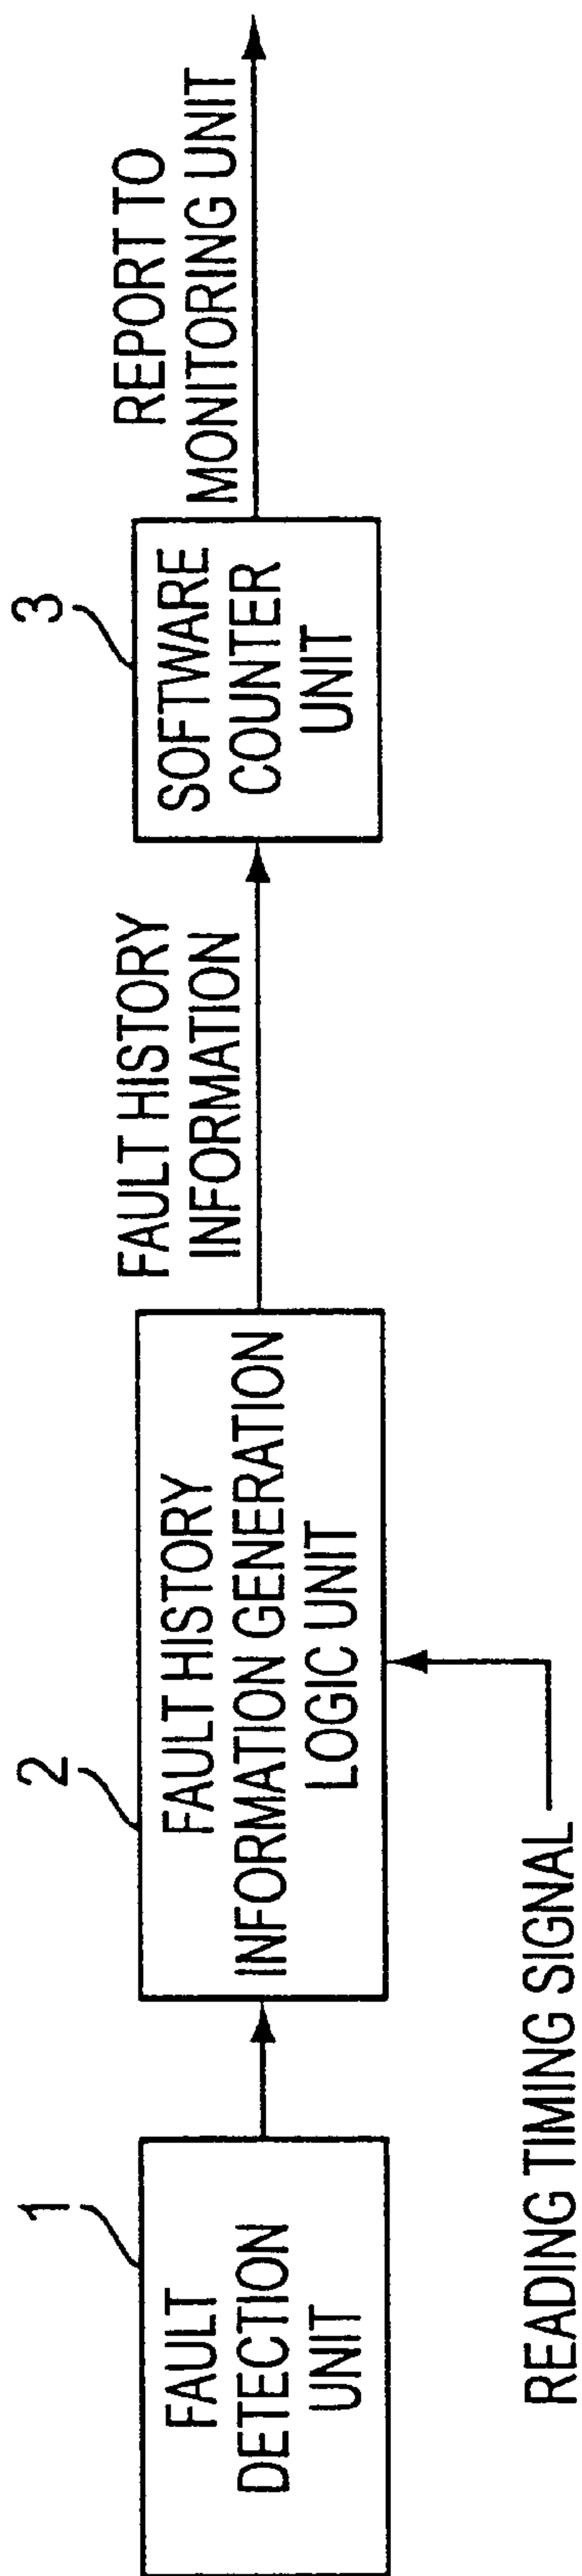 1
FAULT
DETECTION
UNIT
2
FAULT HISTORY
INFORMATION GENERATION
LOGIC UNIT
READING TIMING SIGNAL
FAULT HISTORY
INFORMATION
3
SOFTWARE
COUNTER
UNIT
REPORT TO
MONITORING UNIT